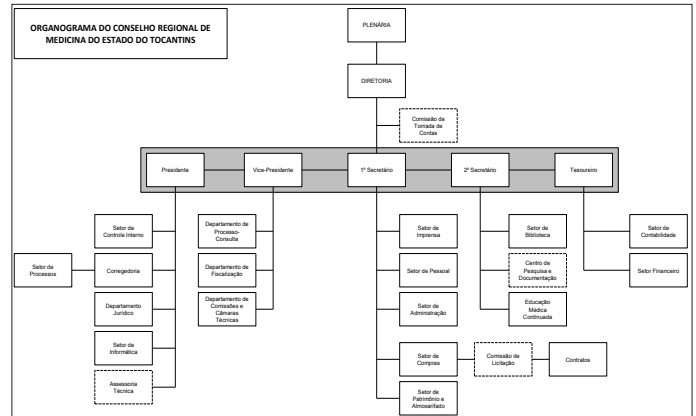 ORGANOGRAMA DO CONSELHO REGIONAL DE
MEDICINA DO ESTADO DO TOCANTINS
PLENÁRIA
DIRETORIA
Comissão de
Tomada de
Contas
Presidente
Vice-Presidente
1º Secretário
2º Secretário
Tesoureiro
Setor de
Controle Interno
Setor de
Processos
Corregedoria
Departamento
Jurídico
Setor de
Informática
Assessoria
Técnica
Departamento de
Processo-
Consulta
Departamento de
Fiscalização
Departamento de
Comissões e
Câmaras
Técnicas
Setor de
Imprensa
Setor de Pessoal
Setor de
Administração
Setor de
Compras
Comissão de
Licitação
Contratos
Setor de
Patrimônio e
Almoxarifado
Setor de
Biblioteca
Centro de
Pesquisa e
Documentação
Educação
Médica
Continuada
Setor de
Contabilidade
Setor Financeiro